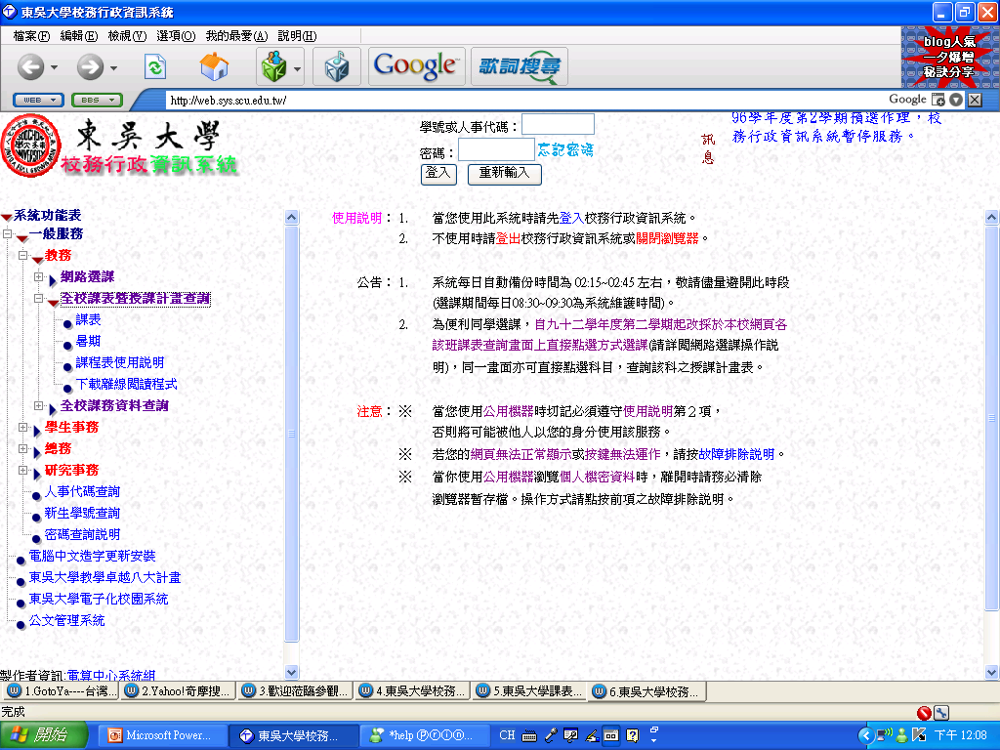 東吳大學校務行政資訊系統
檔案(F) 編輯(E) 檢視(V) 選項(O) 我的最愛(A) 說明(H)
blog人氣
一夕爆增
秘訣分享
Google 歌詞搜尋
WEB BBS http://web.sys.scu.edu.tw/ Google
東吳大學
校務行政資訊系統
學號或人事代碼：
密碼： 忘記密碼
登入 重新輸入
訊息
96學年度第2學期預選作理，校
務行政資訊系統暫停服務。
系統功能表
一般服務
教務
網路選課
全校課表暨授課計畫查詢
課表
暑期
課程表使用說明
下載離線閱讀程式
全校課務資料查詢
學生事務
總務
研究事務
人事代碼查詢
新生學號查詢
密碼查詢說明
電腦中文造字更新安裝
東吳大學教學卓越八大計畫
東吳大學電子化校園系統
公文管理系統
製作者資訊:電算中心系統組
使用說明： 1. 當您使用此系統時請先登入校務行政資訊系統。
2. 不使用時請登出校務行政資訊系統或關閉瀏覽器。
公告： 1. 系統每日自動備份時間為 02:15~02:45 左右，敬請儘量避開此時段
(選課期間每日08:30~09:30為系統維護時間)。
2. 為便利同學選課，自九十二學年度第二學期起改採於本校網頁各
該班課表查詢畫面上直接點選方式選課(請詳閱網路選課操作說
明)，同一畫面亦可直接點選科目，查詢該科之授課計畫表。
注意： ※ 當您使用公用機器時切記必須遵守使用說明第２項，
否則將可能被他人以您的身分使用該服務。
※ 若您的網頁無法正常顯示或按鍵無法運作，請按故障排除說明。
※ 當你使用公用機器瀏覽個人機密資料時，離開時請務必清除
瀏覽器暫存檔。操作方式請點按前項之故障排除說明。
1.GotoYa----台灣... 2.Yahoo!奇摩搜... 3.歡迎蒞臨參觀... 4.東吳大學校務... 5.東吳大學課表... 6.東吳大學校務...
完成
開始 Microsoft Power... 東吳大學校務... *help ⓟⓡⓘⓝ... CH 下午 12:08